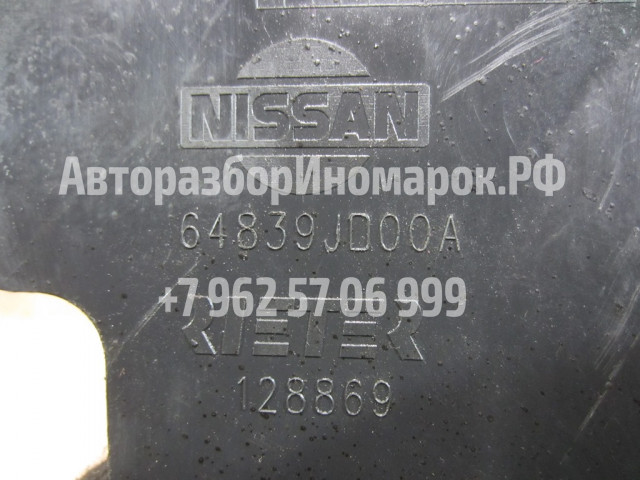 NISSAN
АвторазборИномарок.РФ
64839JD00A
+7 962 57 06 999
RIETER
128869